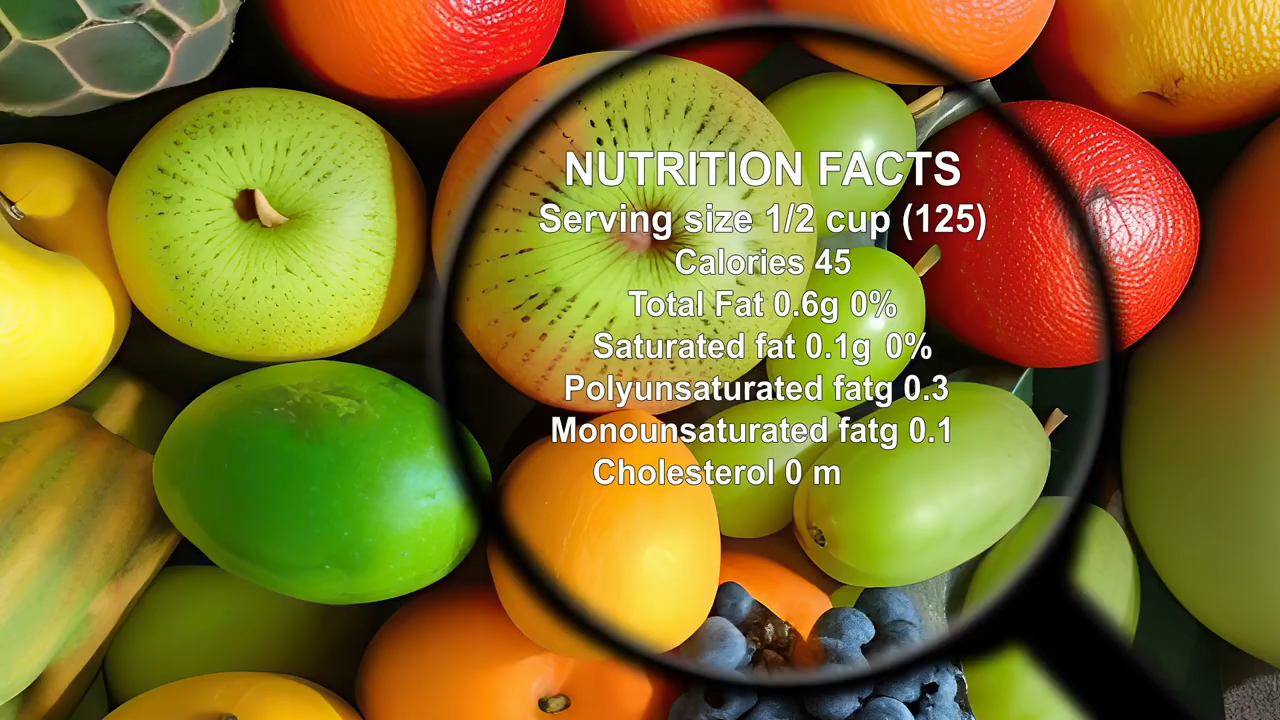 NUTRITION FACTS
Serving size 1/2 cup (125)
Calories 45
Total Fat 0.6g 0%
Saturated fat 0.1g 0%
Polyunsaturated fatg 0.3
Monounsaturated fatg 0.1
Cholesterol 0 m